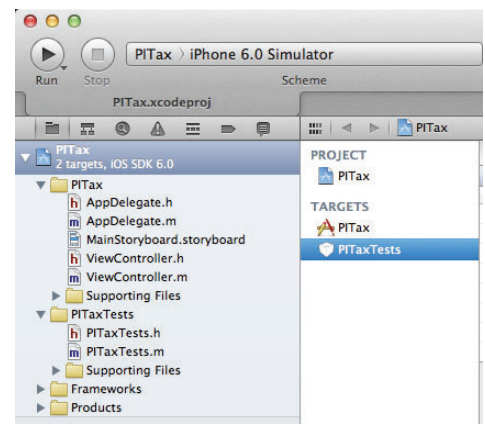 PITax › iPhone 6.0 Simulator
Run Stop Scheme
PITax.xcodeproj
PITax
PITax
2 targets, iOS SDK 6.0
PITax
h AppDelegate.h
m AppDelegate.m
MainStoryboard.storyboard
h ViewController.h
m ViewController.m
Supporting Files
PITaxTests
h PITaxTests.h
m PITaxTests.m
Supporting Files
Frameworks
Products
PROJECT
PITax
TARGETS
PITax
PITaxTests